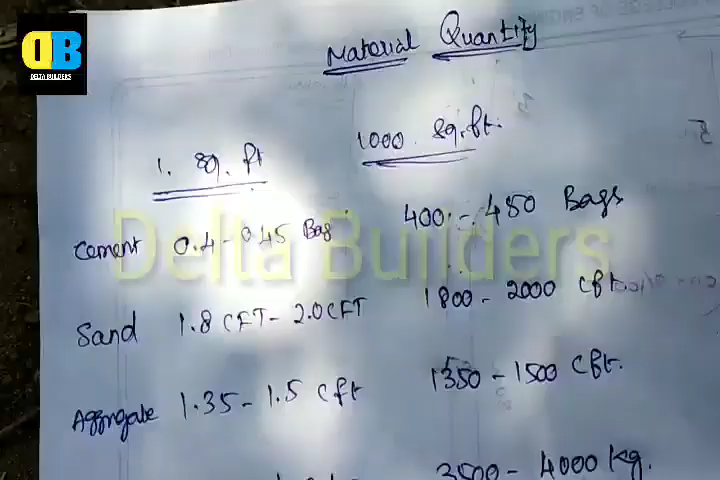 DB
DELTA BUILDERS
Material Quantity
1. sq. ft 1000 sq.ft.
Cement 0.4 - 0.45 Bag 400 - 450 Bags
Delta Builders
Sand 1.8 CFT - 2.0 CFT 1800 - 2000 cft
Aggregate 1.35 - 1.5 cft 1350 - 1500 cft.
3500 - 4000 kg.